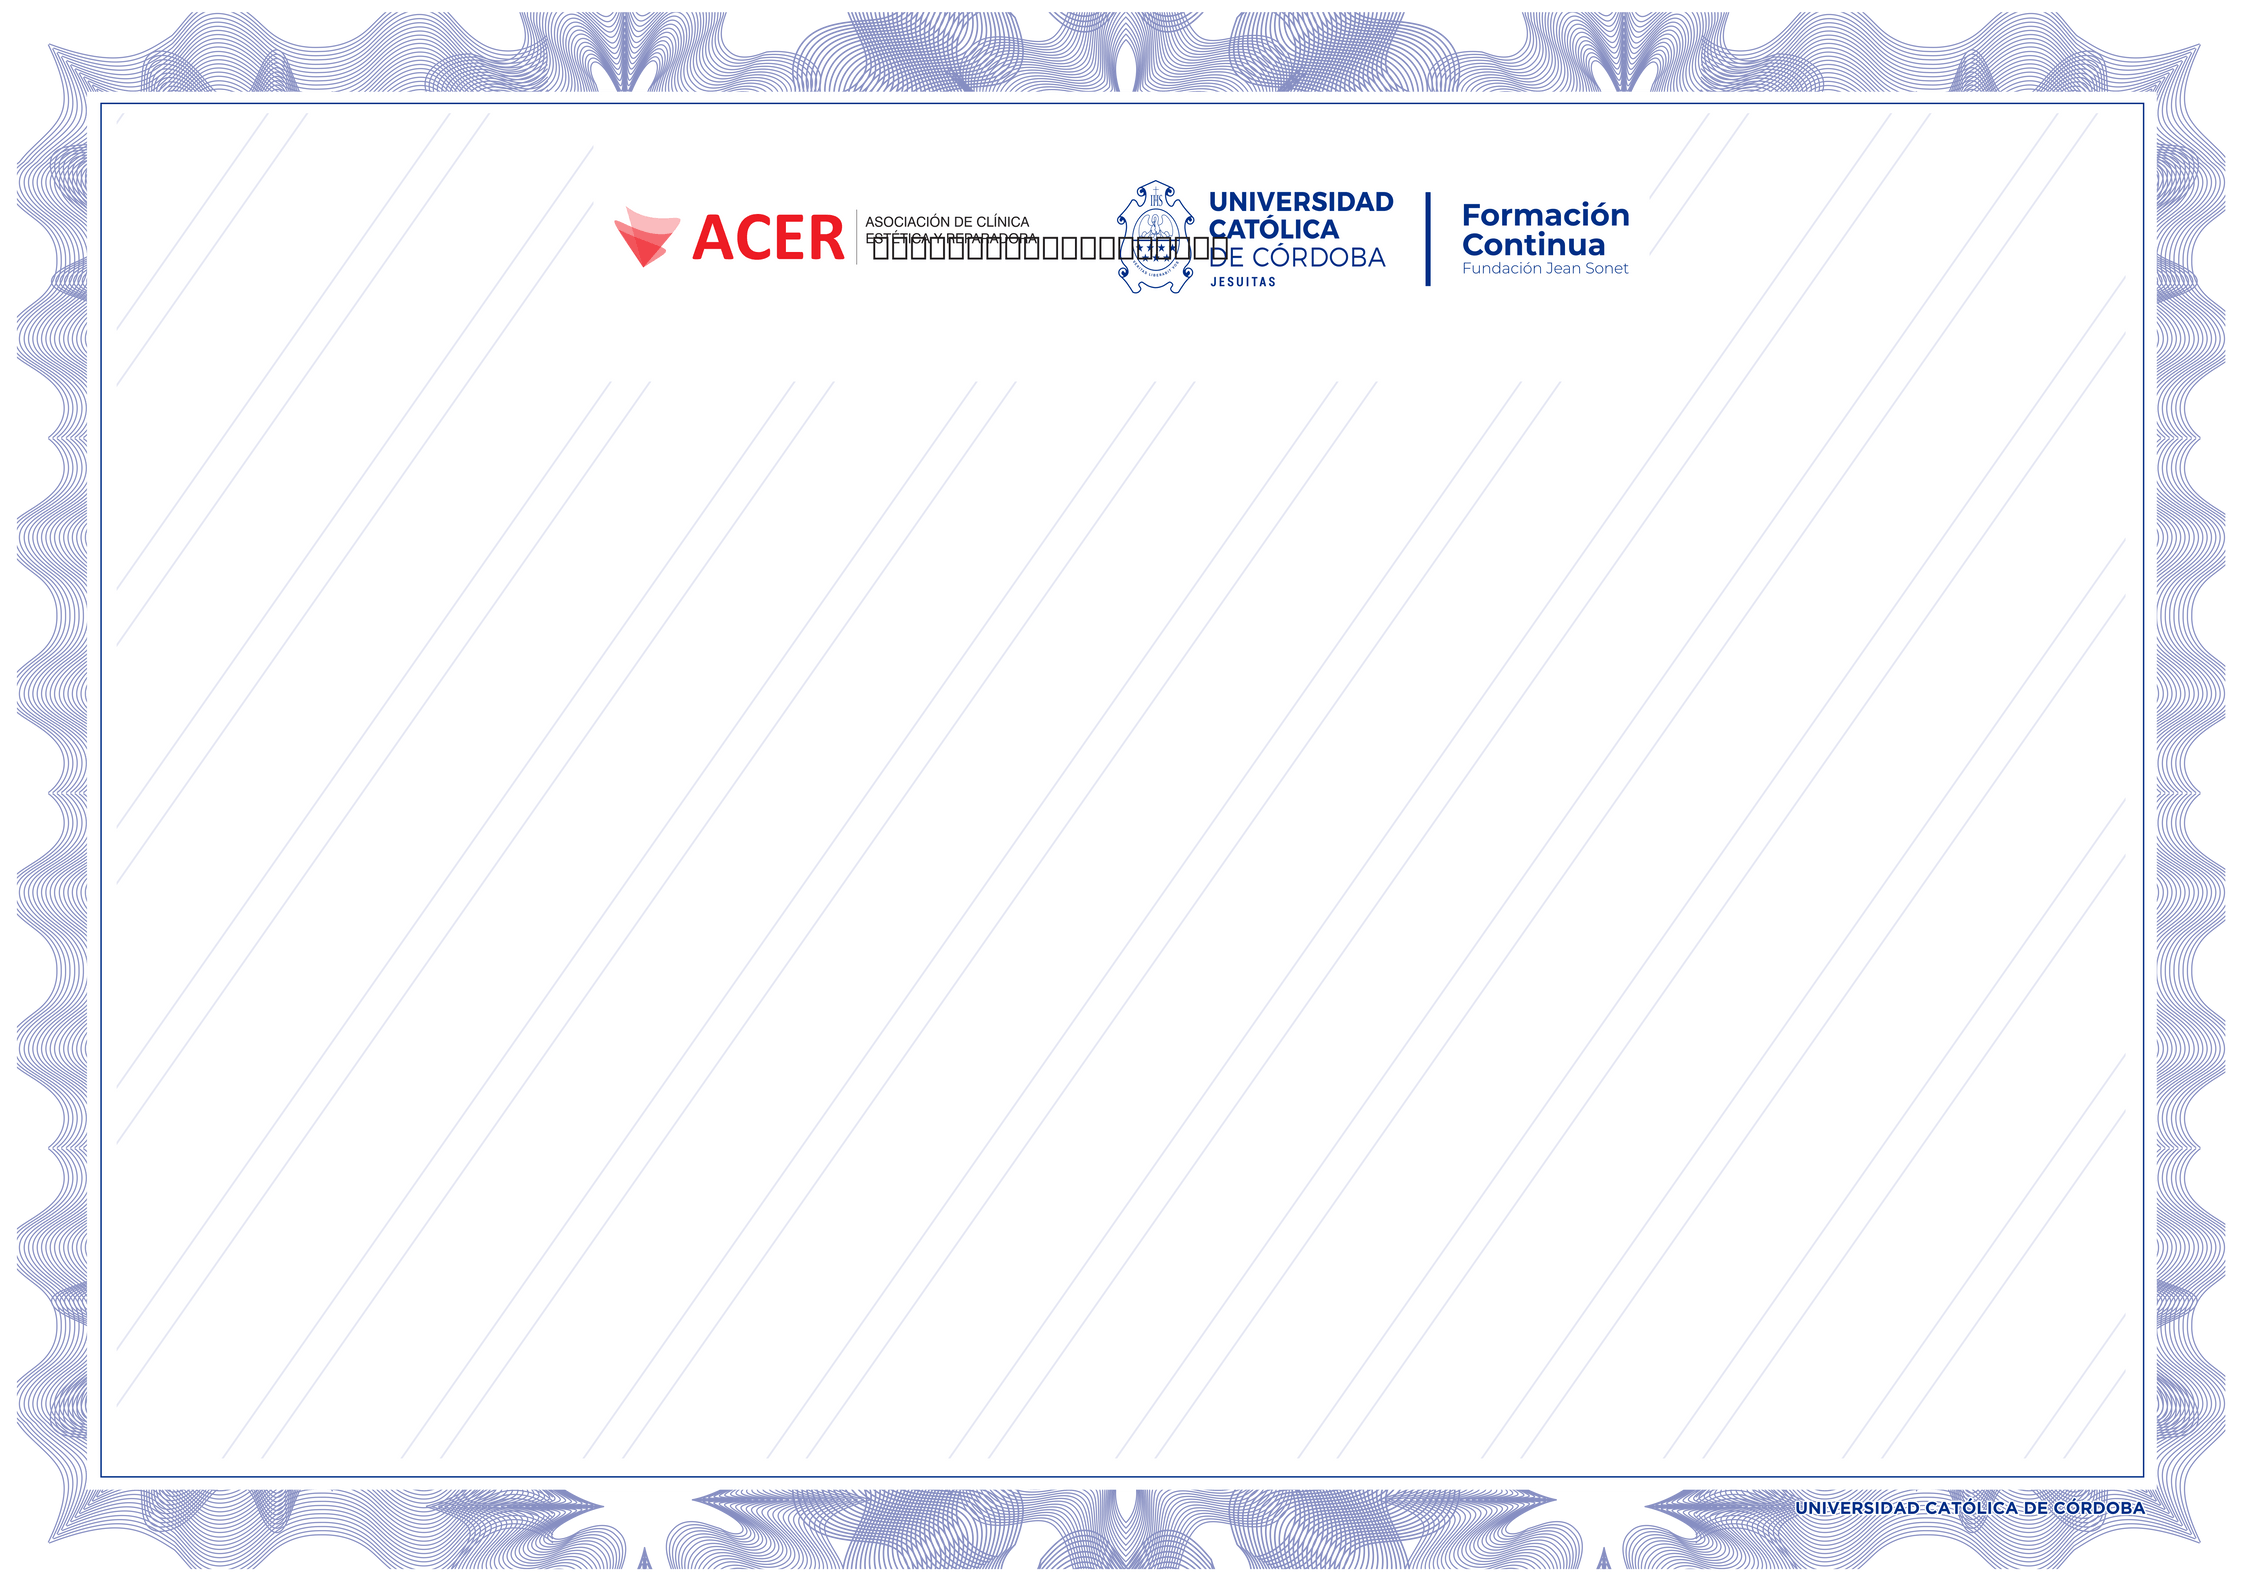 ACER
ASOCIACIÓN DE CLÍNICA
ESTÉTICA Y REPARADORA
IHS
UNIVERSIDAD
CATÓLICA
DE CÓRDOBA
JESUITAS
Formación
Continua
Fundación Jean Sonet
UNIVERSIDAD CATÓLICA DE CÓRDOBA